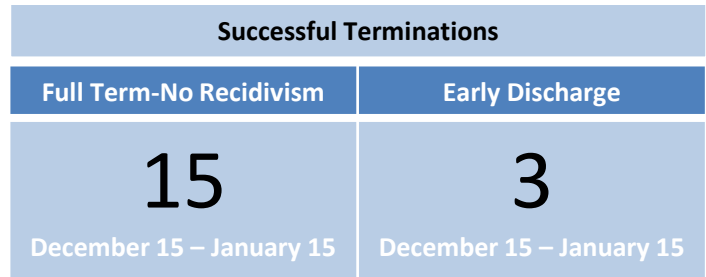 Successful Terminations
Full Term-No Recidivism
Early Discharge
15
3
December 15 – January 15
December 15 – January 15